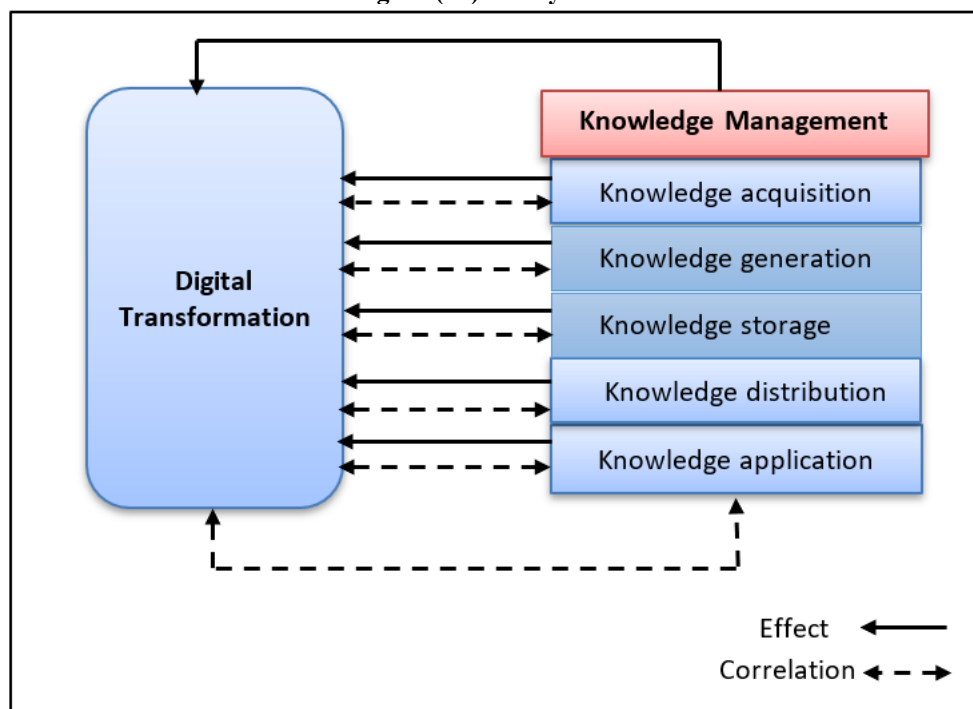 Knowledge Management
Knowledge acquisition
Knowledge generation
Knowledge storage
Knowledge distribution
Knowledge application
Digital
Transformation
Effect
Correlation